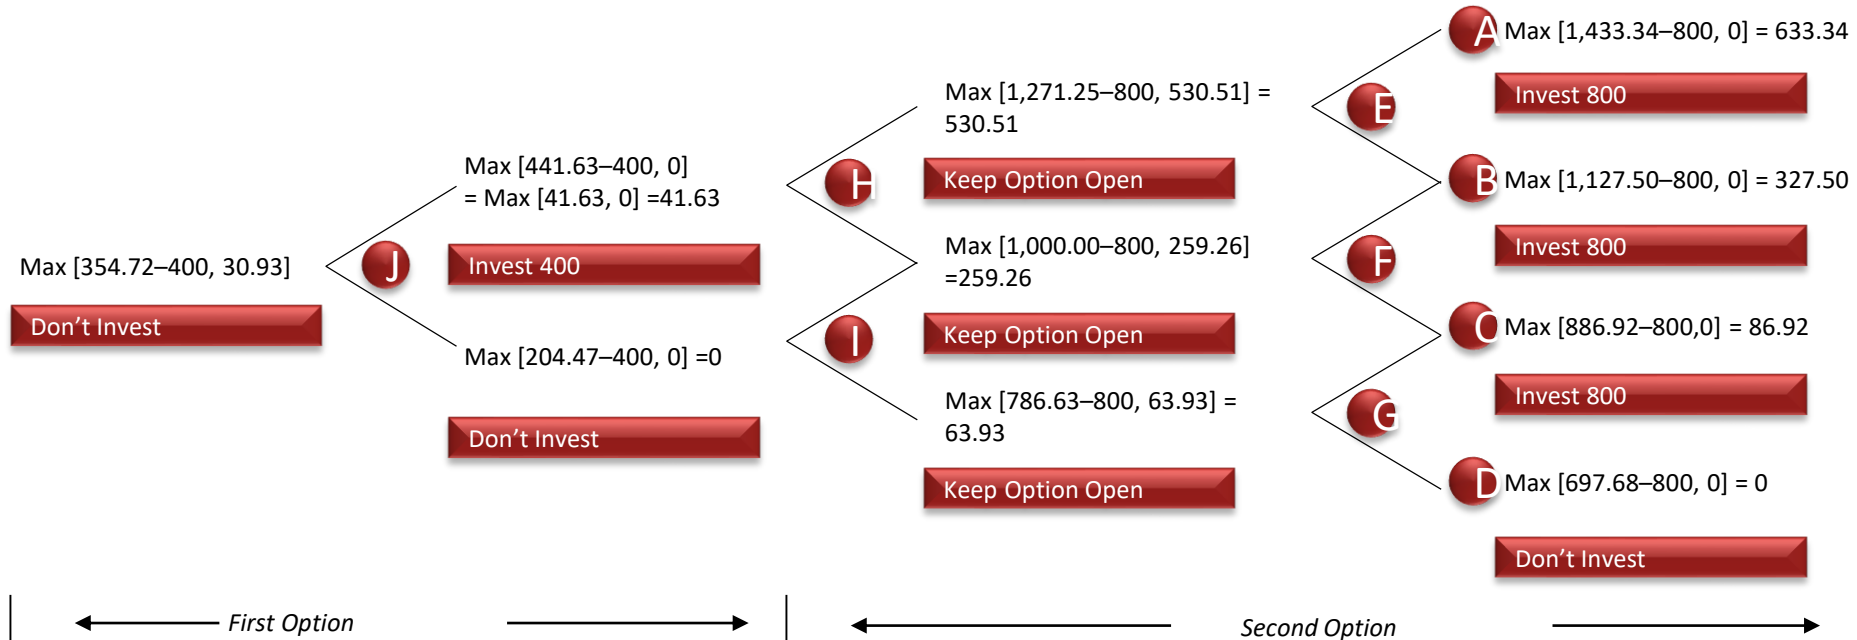 Max [354.72–400, 30.93]
Don’t Invest
J
Max [441.63–400, 0]
= Max [41.63, 0] =41.63
Invest 400
Max [204.47–400, 0] =0
Don’t Invest
H
I
Max [1,271.25–800, 530.51] =
530.51
Keep Option Open
Max [1,000.00–800, 259.26]
=259.26
Keep Option Open
Max [786.63–800, 63.93] =
63.93
Keep Option Open
E
F
G
A Max [1,433.34–800, 0] = 633.34
Invest 800
B Max [1,127.50–800, 0] = 327.50
Invest 800
C Max [886.92–800,0] = 86.92
Invest 800
D Max [697.68–800, 0] = 0
Don’t Invest
First Option
Second Option